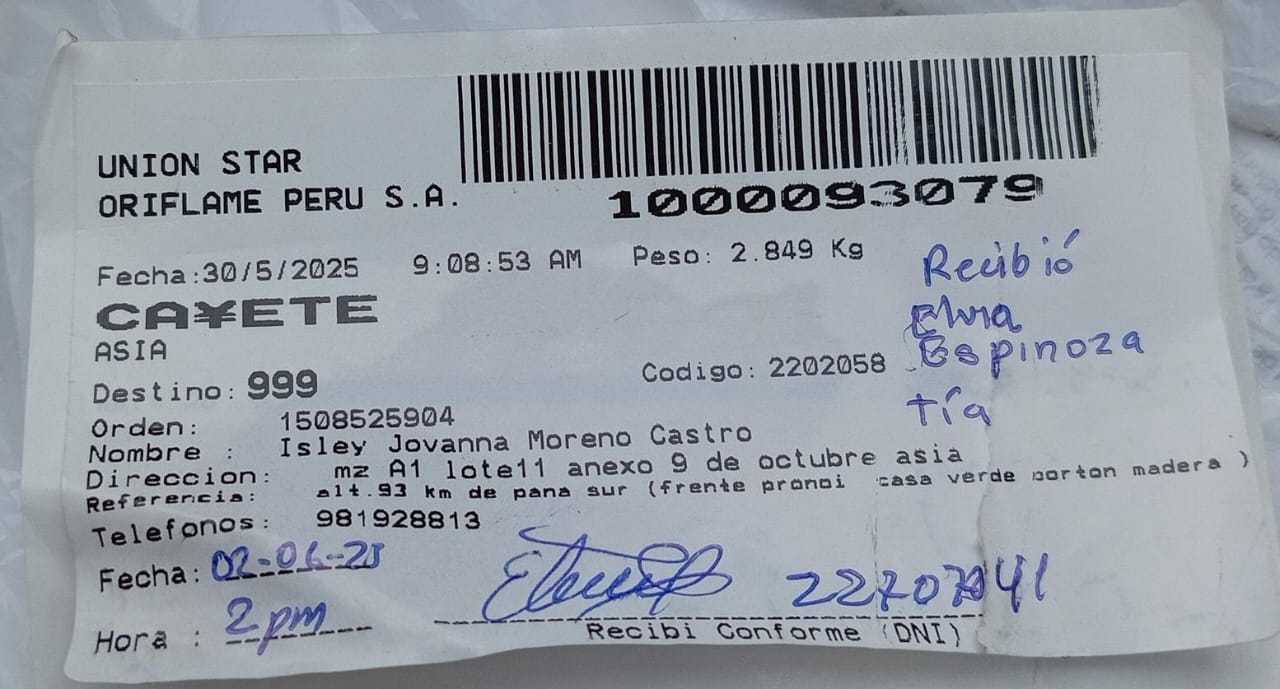 UNION STAR
ORIFLAME PERU S.A.
1000093079
Fecha:30/5/2025 9:08:53 AM Peso: 2.849 Kg
CA¥ETE
ASIA
Destino: 999 Codigo: 2202058
Orden: 1508525904
Nombre : Isley Jovanna Moreno Castro
Direccion: mz A1 lote11 anexo 9 de octubre asia
Referencia: alt.93 km de pana sur (frente pronoi casa verde porton madera )
Telefonos: 981928813
Recibió
Elvia
Espinoza
Tía
Fecha: 02-06-25
Hora : 2 pm
Recibi Conforme (DNI)